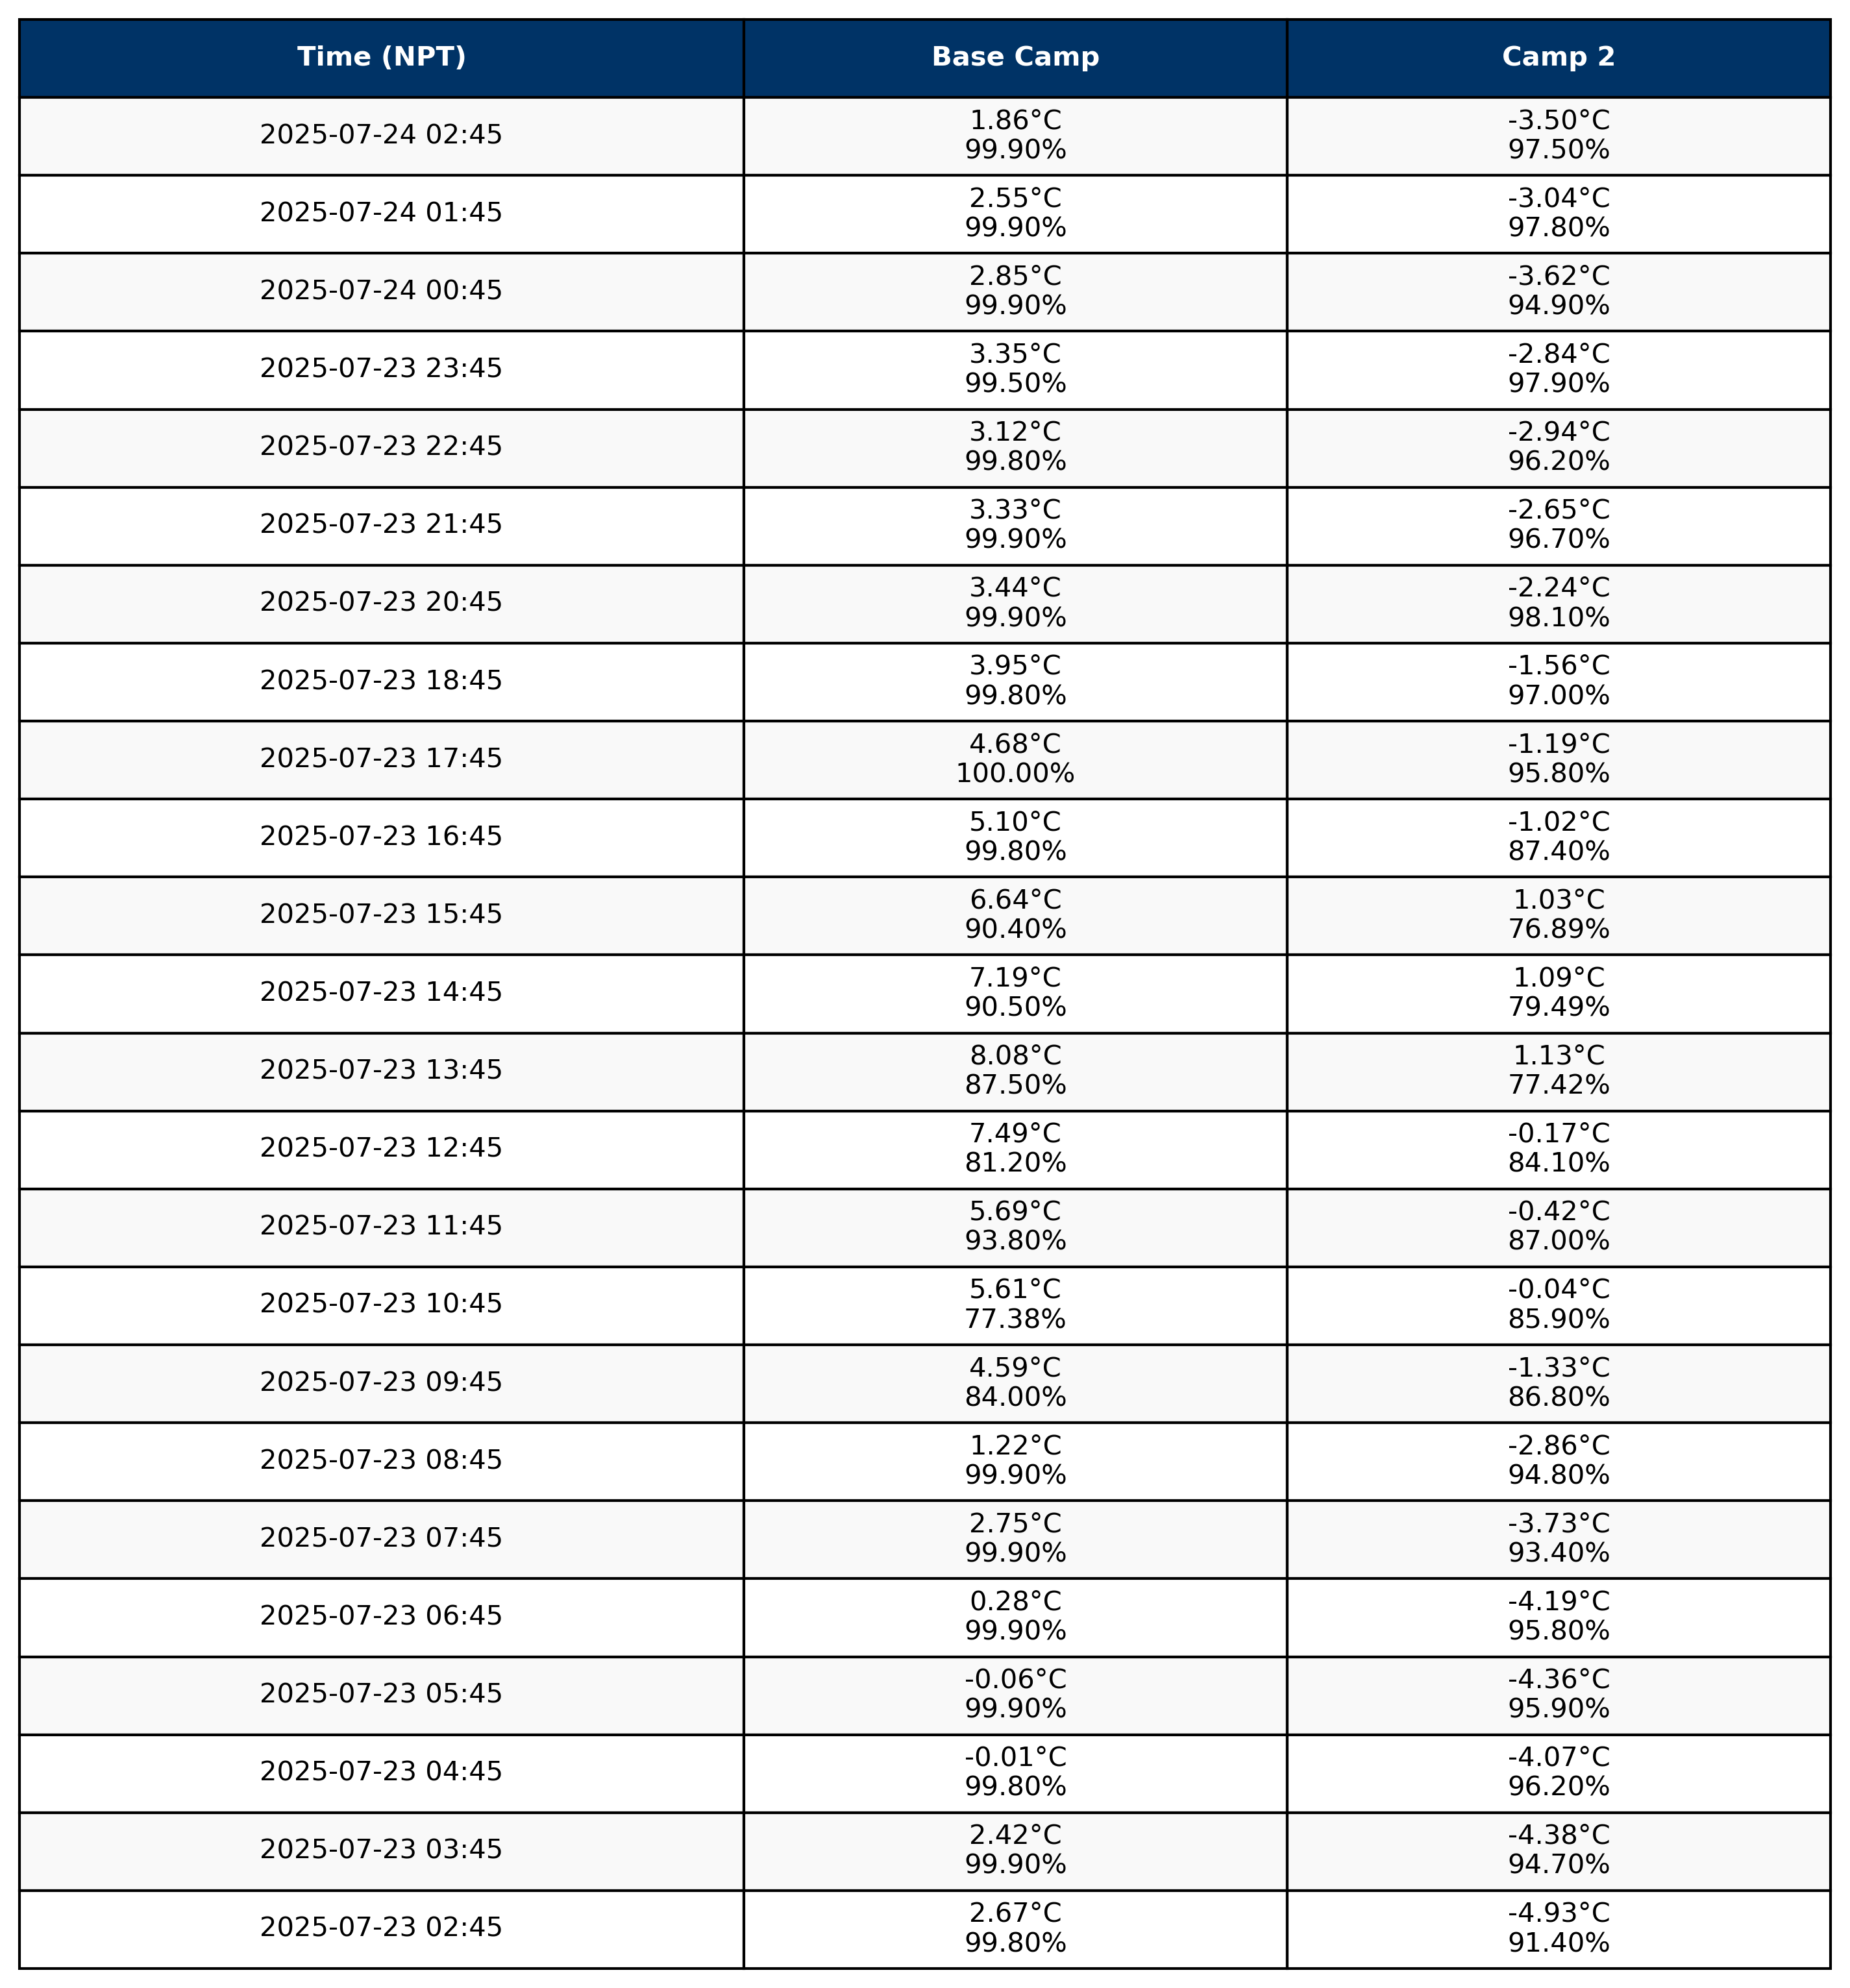 Time (NPT) Base Camp Camp 2
2025-07-24 02:45 1.86°C -3.50°C
99.90% 97.50%
2025-07-24 01:45 2.55°C -3.04°C
99.90% 97.80%
2025-07-24 00:45 2.85°C -3.62°C
99.90% 94.90%
2025-07-23 23:45 3.35°C -2.84°C
99.50% 97.90%
2025-07-23 22:45 3.12°C -2.94°C
99.80% 96.20%
2025-07-23 21:45 3.33°C -2.65°C
99.90% 96.70%
2025-07-23 20:45 3.44°C -2.24°C
99.90% 98.10%
2025-07-23 18:45 3.95°C -1.56°C
99.80% 97.00%
2025-07-23 17:45 4.68°C -1.19°C
100.00% 95.80%
2025-07-23 16:45 5.10°C -1.02°C
99.80% 87.40%
2025-07-23 15:45 6.64°C 1.03°C
90.40% 76.89%
2025-07-23 14:45 7.19°C 1.09°C
90.50% 79.49%
2025-07-23 13:45 8.08°C 1.13°C
87.50% 77.42%
2025-07-23 12:45 7.49°C -0.17°C
81.20% 84.10%
2025-07-23 11:45 5.69°C -0.42°C
93.80% 87.00%
2025-07-23 10:45 5.61°C -0.04°C
77.38% 85.90%
2025-07-23 09:45 4.59°C -1.33°C
84.00% 86.80%
2025-07-23 08:45 1.22°C -2.86°C
99.90% 94.80%
2025-07-23 07:45 2.75°C -3.73°C
99.90% 93.40%
2025-07-23 06:45 0.28°C -4.19°C
99.90% 95.80%
2025-07-23 05:45 -0.06°C -4.36°C
99.90% 95.90%
2025-07-23 04:45 -0.01°C -4.07°C
99.80% 96.20%
2025-07-23 03:45 2.42°C -4.38°C
99.90% 94.70%
2025-07-23 02:45 2.67°C -4.93°C
99.80% 91.40%